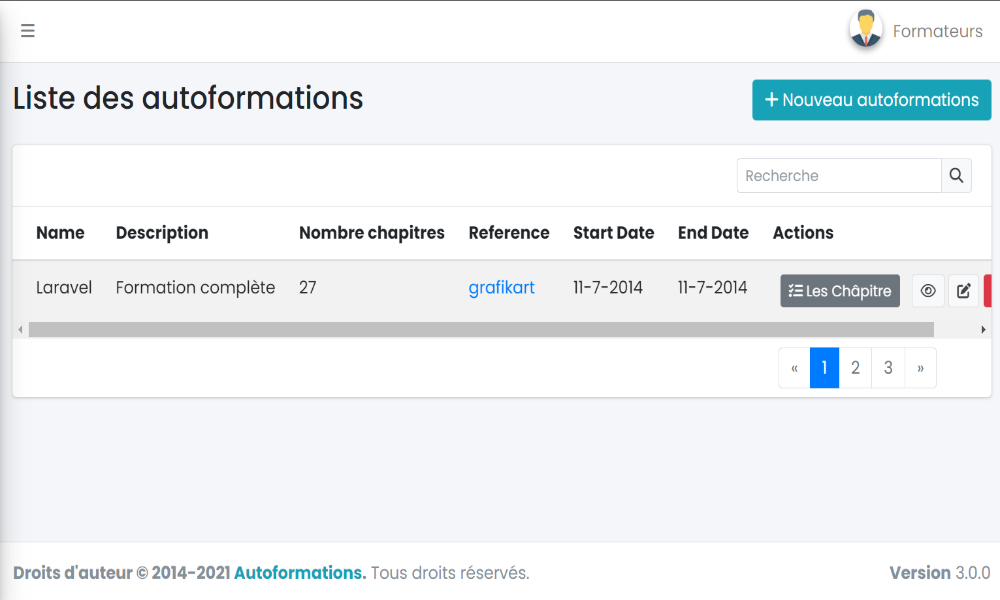 Formateurs
Liste des autoformations
Nouveau autoformations
Recherche
Name Description Nombre chapitres Reference Start Date End Date Actions
Laravel Formation complète 27 grafikart 11-7-2014 11-7-2014 Les Châpitre
« 1 2 3 »
Droits d'auteur © 2014-2021 Autoformations. Tous droits réservés. Version 3.0.0